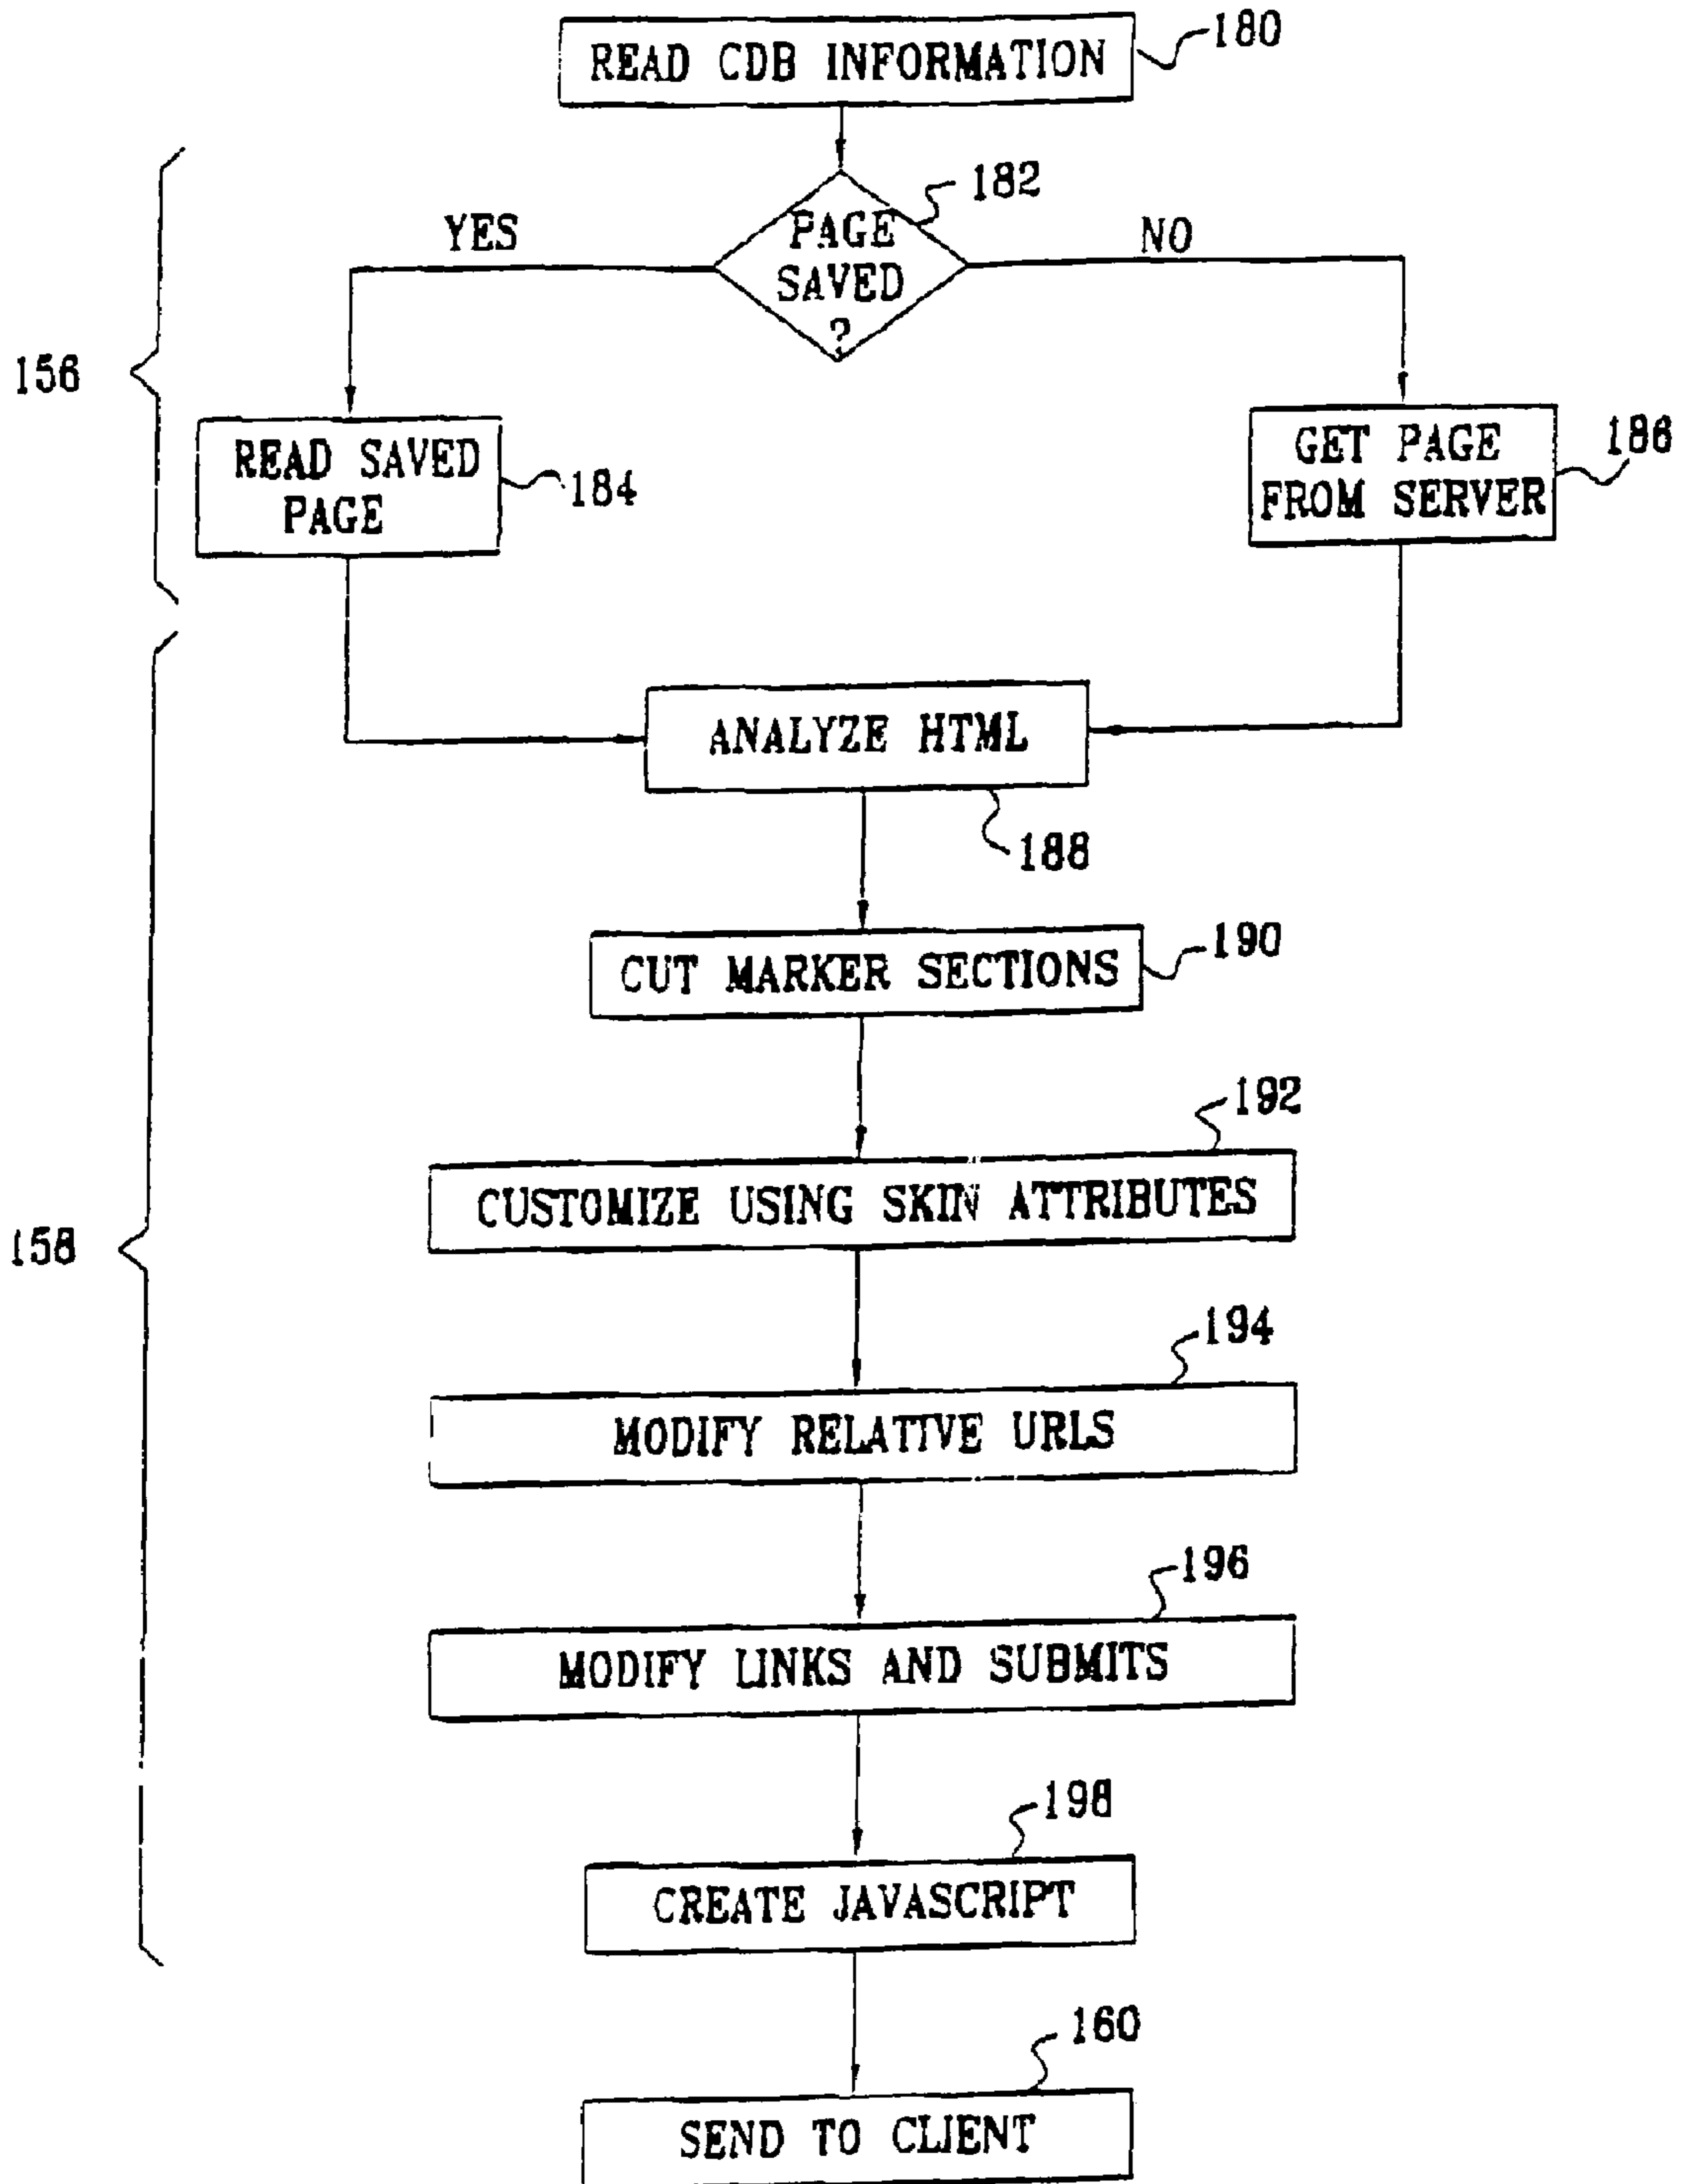 READ CDB INFORMATION
180
182
PAGE
SAVED
?
YES
NO
156
READ SAVED
PAGE
184
GET PAGE
FROM SERVER
186
ANALYZE HTML
188
CUT MARKER SECTIONS
190
192
CUSTOMIZE USING SKIN ATTRIBUTES
158
194
MODIFY RELATIVE URLS
196
MODIFY LINKS AND SUBMITS
198
CREATE JAVASCRIPT
160
SEND TO CLIENT